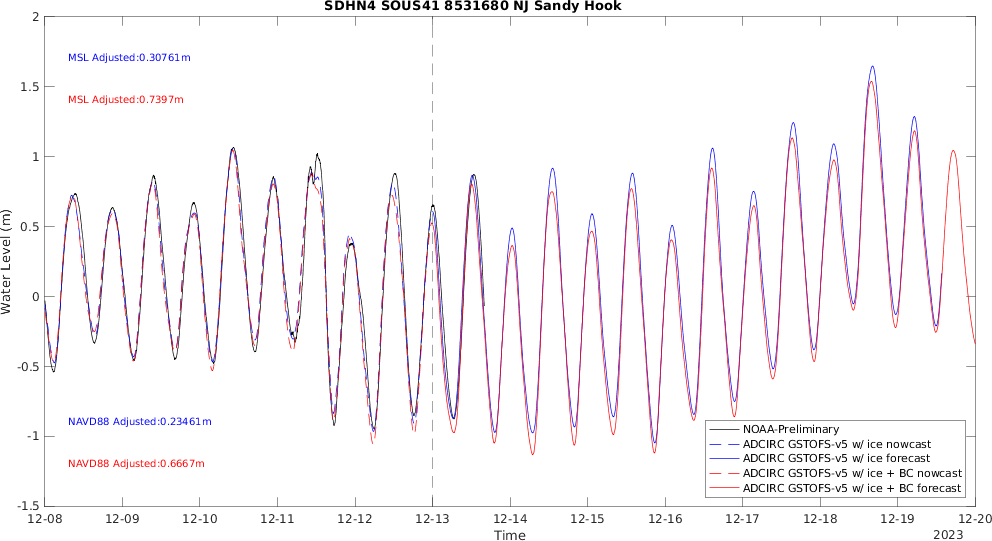 SDHN4 SOUS41 8531680 NJ Sandy Hook
2
MSL Adjusted:0.30761m
1.5
MSL Adjusted:0.7397m
1
0.5
Water Level (m)
0
-0.5
NAVD88 Adjusted:0.23461m
NOAA-Preliminary
-1
ADCIRC GSTOFS-v5 w/ ice nowcast
ADCIRC GSTOFS-v5 w/ ice forecast
NAVD88 Adjusted:0.6667m
ADCIRC GSTOFS-v5 w/ ice + BC nowcast
ADCIRC GSTOFS-v5 w/ ice + BC forecast
-1.5
12-08 12-09 12-10 12-11 12-12 12-13 12-14 12-15 12-16 12-17 12-18 12-19 12-20
Time
2023